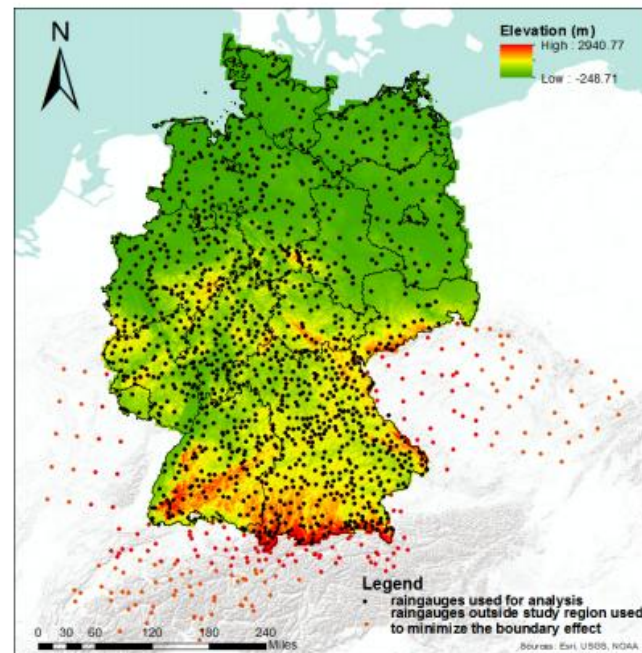 N
Elevation (m)
High : 2940.77
Low : -248.71
Legend
raingauges used for analysis
raingauges outside study region used
to minimize the boundary effect
0 30 60 120 180 240
Miles
Sources: Esri, USGS, NOAA